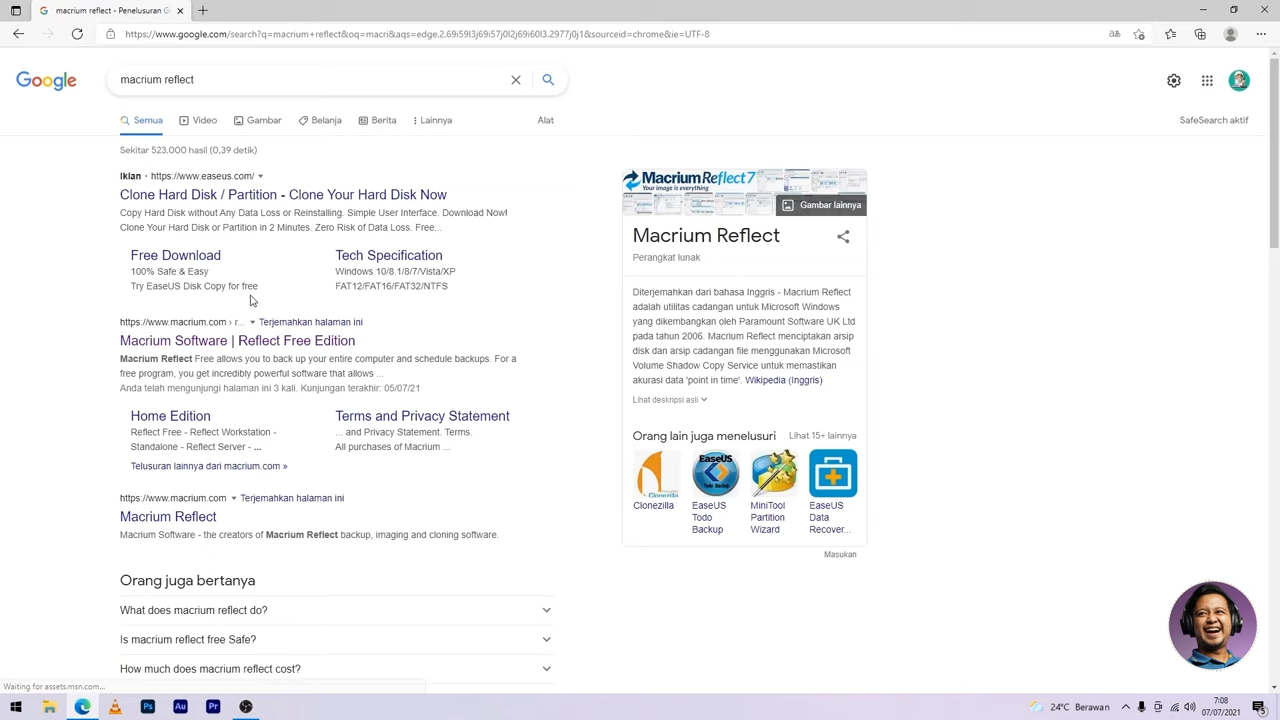 macrium reflect - Penelusuran G
https://www.google.com/search?q=macrium+reflect&oq=macri&aqs=edge.2.69i59l3j69i57j0l2j69i60l3.2977j0j1&sourceid=chrome&ie=UTF-8
Google
macrium reflect
Semua
Video
Gambar
Belanja
Berita
Lainnya
Alat
SafeSearch aktif
Sekitar 523.000 hasil (0,39 detik)
Iklan · https://www.easeus.com/
Clone Hard Disk / Partition - Clone Your Hard Disk Now
Copy Hard Disk without Any Data Loss or Reinstalling. Simple User Interface. Download Now!
Clone Your Hard Disk or Partition in 2 Minutes. Zero Risk of Data Loss. Free...
Free Download
100% Safe & Easy
Try EaseUS Disk Copy for free
Tech Specification
Windows 10/8.1/8/7/Vista/XP
FAT12/FAT16/FAT32/NTFS
https://www.macrium.com › r... Terjemahkan halaman ini
Macrium Software | Reflect Free Edition
Macrium Reflect Free allows you to back up your entire computer and schedule backups. For a
free program, you get incredibly powerful software that allows ...
Anda telah mengunjungi halaman ini 3 kali. Kunjungan terakhir: 05/07/21
Home Edition
Reflect Free - Reflect Workstation -
Standalone - Reflect Server - ...
Terms and Privacy Statement
... and Privacy Statement. Terms.
All purchases of Macrium ...
Telusuran lainnya dari macrium.com »
https://www.macrium.com Terjemahkan halaman ini
Macrium Reflect
Macrium Software - the creators of Macrium Reflect backup, imaging and cloning software.
Orang juga bertanya
What does macrium reflect do?
Is macrium reflect free Safe?
How much does macrium reflect cost?
Macrium Reflect 7
Your image is everything
Gambar lainnya
Macrium Reflect
Perangkat lunak
Diterjemahkan dari bahasa Inggris - Macrium Reflect
adalah utilitas cadangan untuk Microsoft Windows
yang dikembangkan oleh Paramount Software UK Ltd
pada tahun 2006. Macrium Reflect menciptakan arsip
disk dan arsip cadangan file menggunakan Microsoft
Volume Shadow Copy Service untuk memastikan
akurasi data 'point in time'. Wikipedia (Inggris)
Lihat deskripsi asli
Orang lain juga menelusuri
Lihat 15+ lainnya
Clonezilla
EaseUS
EaseUS
Todo
Backup
MiniTool
Partition
Wizard
EaseUS
Data
Recover...
Masukan
Waiting for assets.msn.com...
Ps
Au
Pr
24°C Berawan
7:08
07/07/2021